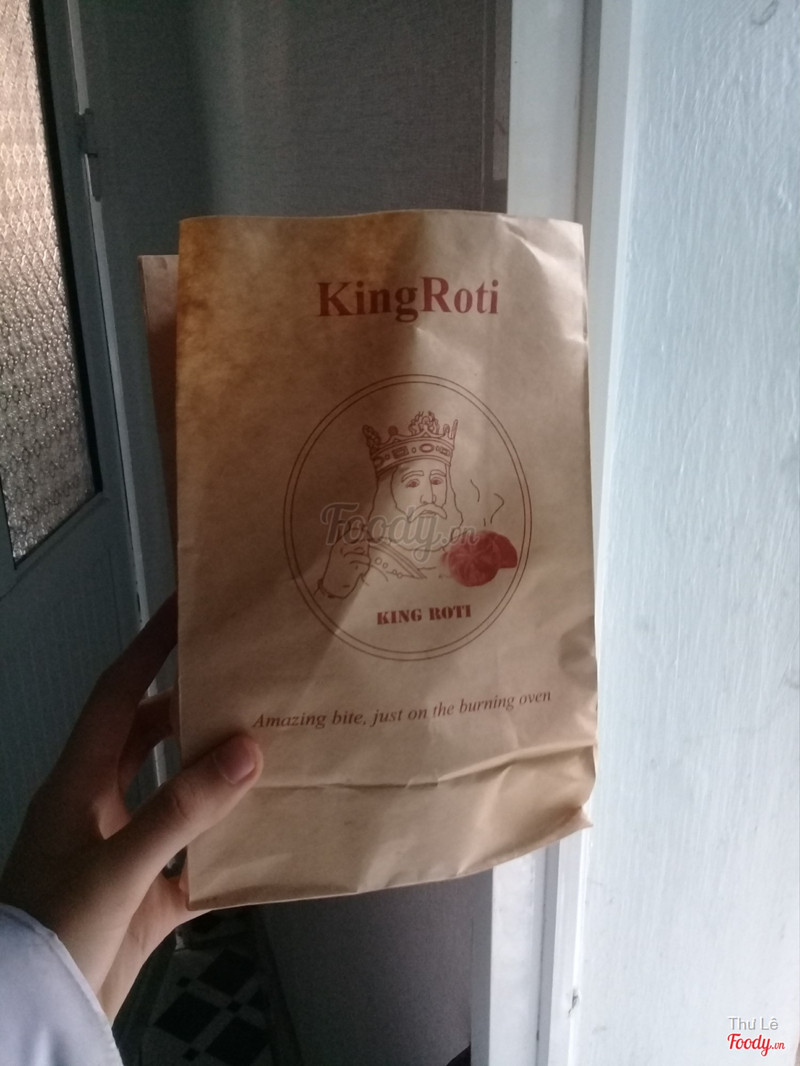 KingRoti
Foody.vn
KING ROTI
Amazing bite, just on the burning oven
Thư Lê
Foody.vn